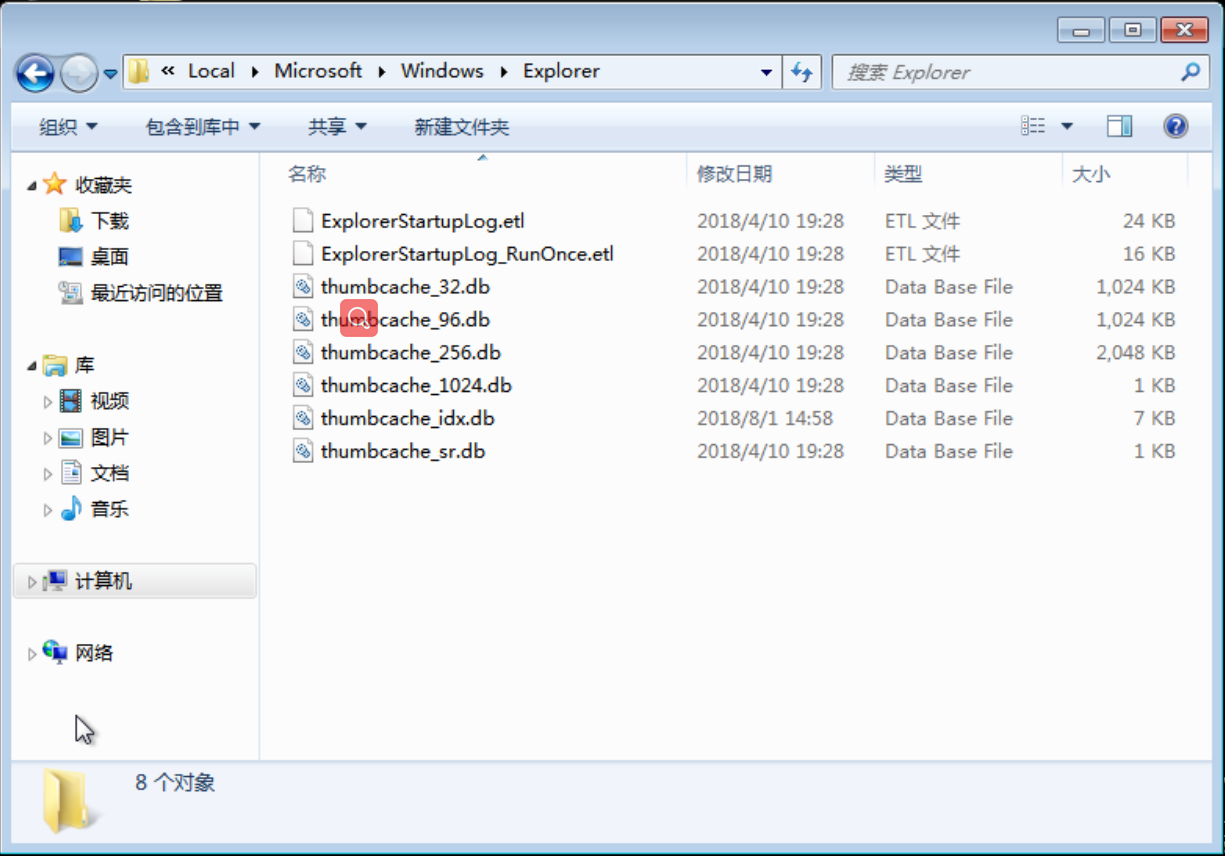 « Local ▸ Microsoft ▸ Windows ▸ Explorer
搜索 Explorer
组织 包含到库中 共享 新建文件夹
收藏夹
下载
桌面
最近访问的位置
库
视频
图片
文档
音乐
计算机
网络
名称 修改日期 类型 大小
ExplorerStartupLog.etl 2018/4/10 19:28 ETL 文件 24 KB
ExplorerStartupLog_RunOnce.etl 2018/4/10 19:28 ETL 文件 16 KB
thumbcache_32.db 2018/4/10 19:28 Data Base File 1,024 KB
thumbcache_96.db 2018/4/10 19:28 Data Base File 1,024 KB
thumbcache_256.db 2018/4/10 19:28 Data Base File 2,048 KB
thumbcache_1024.db 2018/4/10 19:28 Data Base File 1 KB
thumbcache_idx.db 2018/8/1 14:58 Data Base File 7 KB
thumbcache_sr.db 2018/4/10 19:28 Data Base File 1 KB
8 个对象